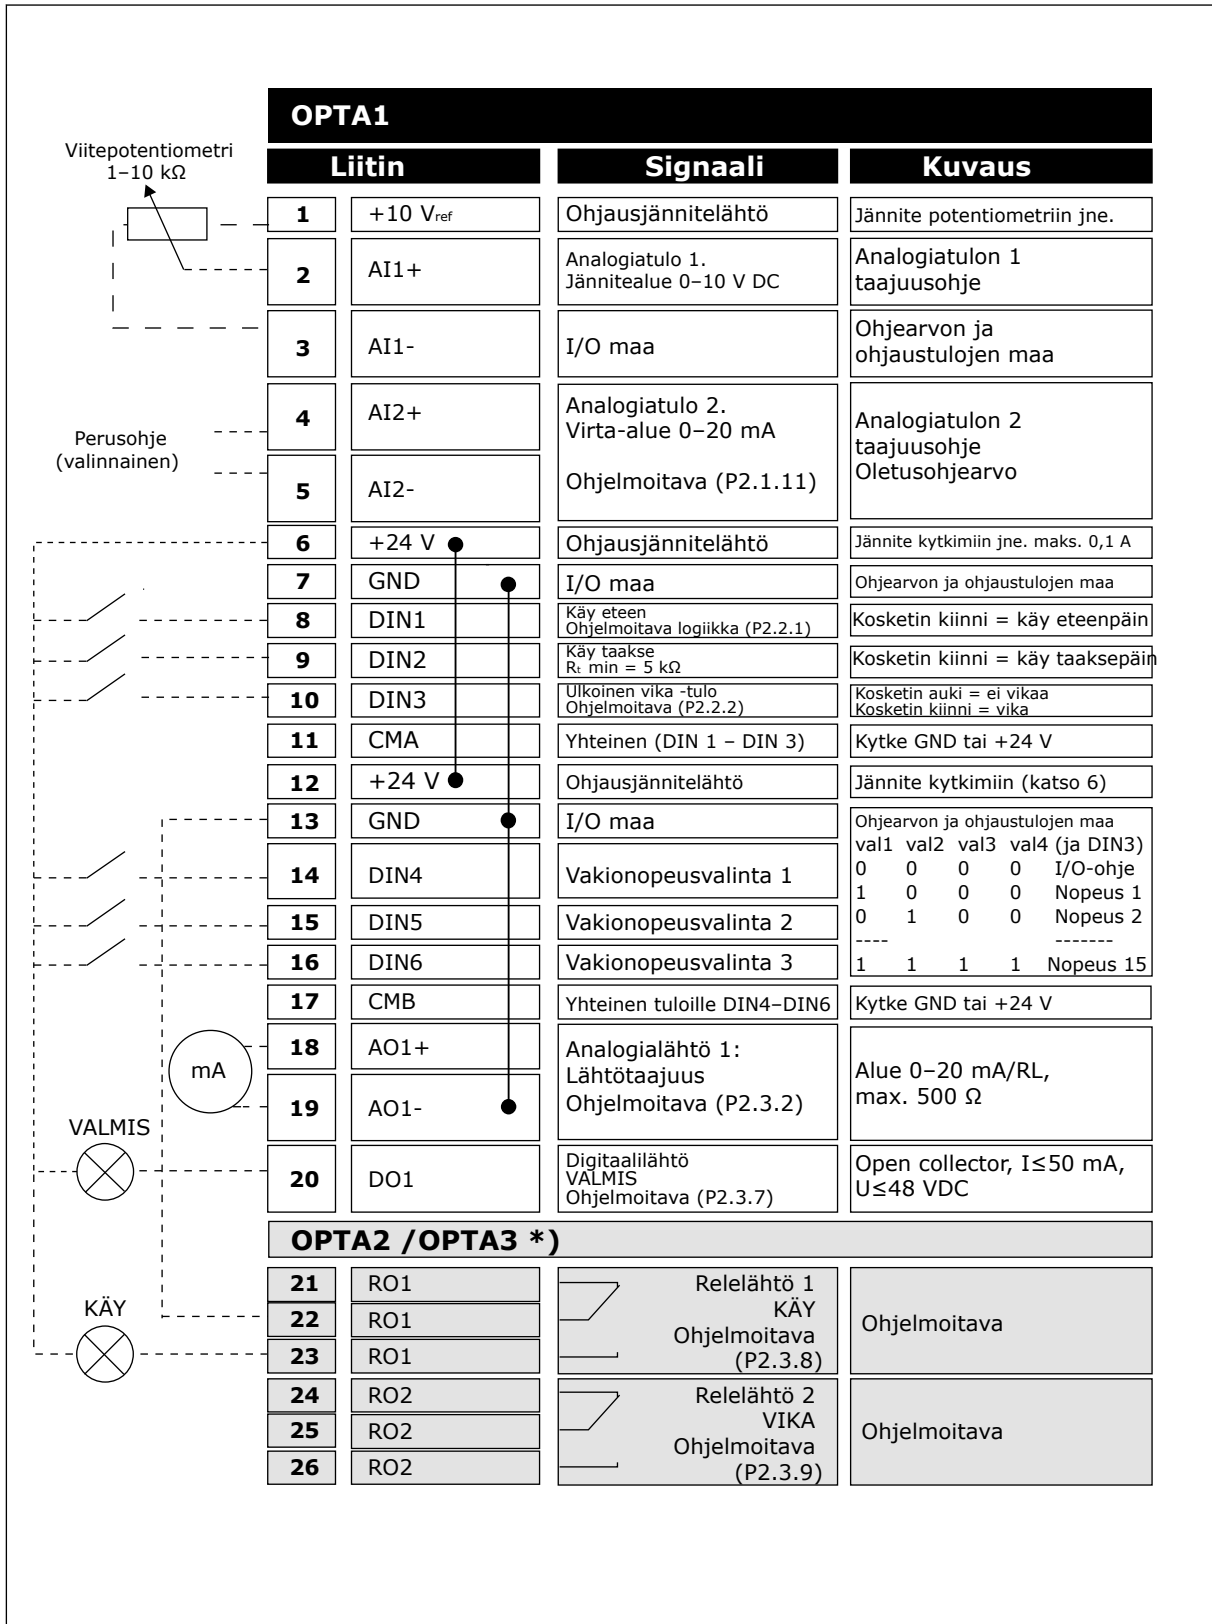 OPTA1
Viitepotentiometri
1–10 kΩ
Liitin
Signaali
Kuvaus
1
+10 Vref
Ohjausjännitelähtö
Jännite potentiometriin jne.
2
AI1+
Analogiatulo 1.
Jännitealue 0–10 V DC
Analogiatulon 1
taajuusohje
3
AI1-
I/O maa
Ohjearvon ja
ohjaustulojen maa
Perusohje
(valinnainen)
4
AI2+
Analogiatulo 2.
Virta-alue 0–20 mA
5
AI2-
Ohjelmoitava (P2.1.11)
Analogiatulon 2
taajuusohje
Oletusohjearvo
6
+24 V
Ohjausjännitelähtö
Jännite kytkimiin jne. maks. 0,1 A
7
GND
I/O maa
Ohjearvon ja ohjaustulojen maa
8
DIN1
Käy eteen
Ohjelmoitava logiikka (P2.2.1)
Kosketin kiinni = käy eteenpäin
9
DIN2
Käy taakse
Rt min = 5 kΩ
Kosketin kiinni = käy taaksepäin
10
DIN3
Ulkoinen vika -tulo
Ohjelmoitava (P2.2.2)
Kosketin auki = ei vikaa
Kosketin kiinni = vika
11
CMA
Yhteinen (DIN 1 – DIN 3)
Kytke GND tai +24 V
12
+24 V
Ohjausjännitelähtö
Jännite kytkimiin (katso 6)
13
GND
I/O maa
Ohjearvon ja ohjaustulojen maa
val1 val2 val3 val4 (ja DIN3)
0 0 0 0 I/O-ohje
1 0 0 0 Nopeus 1
0 1 0 0 Nopeus 2
---- -------
1 1 1 1 Nopeus 15
14
DIN4
Vakionopeusvalinta 1
15
DIN5
Vakionopeusvalinta 2
16
DIN6
Vakionopeusvalinta 3
17
CMB
Yhteinen tuloille DIN4–DIN6
Kytke GND tai +24 V
mA
18
AO1+
19
AO1-
Analogialähtö 1:
Lähtötaajuus
Ohjelmoitava (P2.3.2)
Alue 0–20 mA/RL,
max. 500 Ω
VALMIS
20
DO1
Digitaalilähtö
VALMIS
Ohjelmoitava (P2.3.7)
Open collector, I≤50 mA,
U≤48 VDC
OPTA2 /OPTA3 *)
KÄY
21
RO1
22
RO1
23
RO1
Relelähtö 1
KÄY
Ohjelmoitava
(P2.3.8)
Ohjelmoitava
24
RO2
25
RO2
26
RO2
Relelähtö 2
VIKA
Ohjelmoitava
(P2.3.9)
Ohjelmoitava